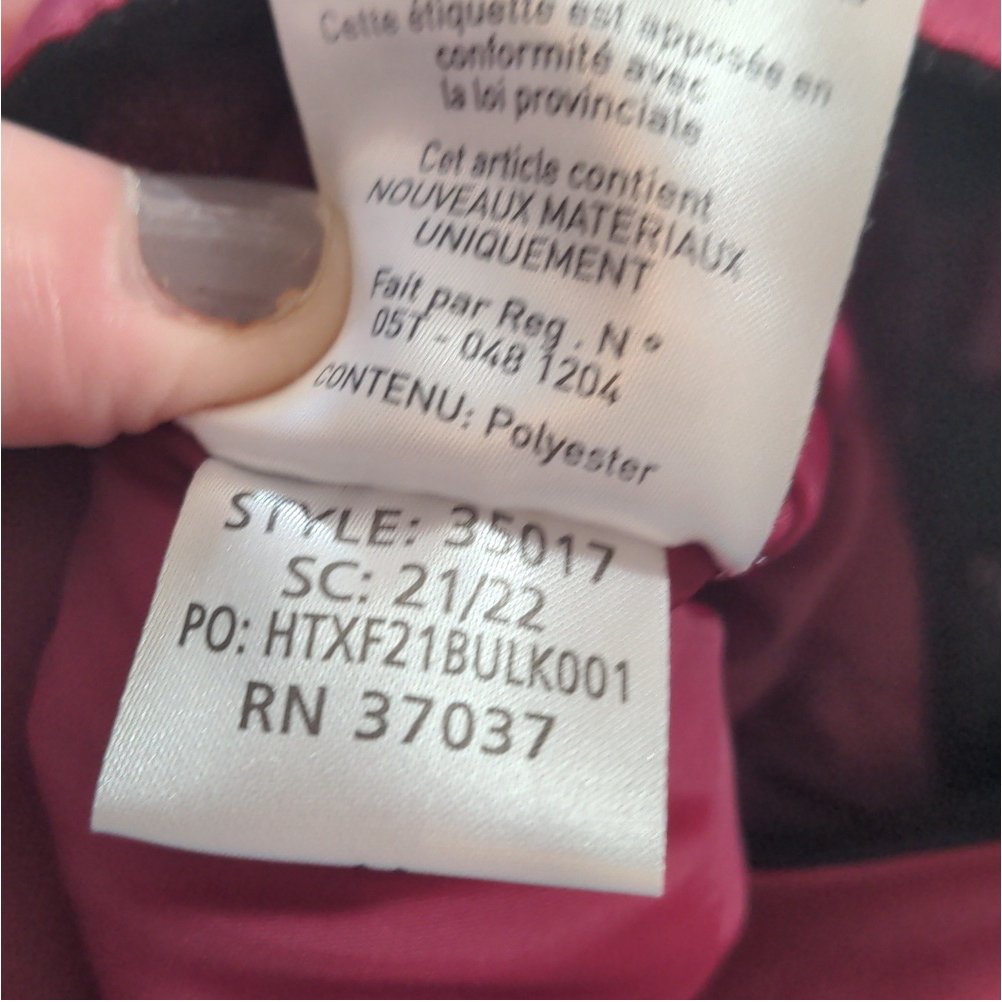 Cette étiquette est apposée en
conformité avec
la loi provinciale
Cet article contient
NOUVEAUX MATERIAUX
UNIQUEMENT
Fait par Reg. N°
05T - 048 1204
CONTENU: Polyester
STYLE: 35017
SC: 21/22
PO: HTXF21BULK001
RN 37037